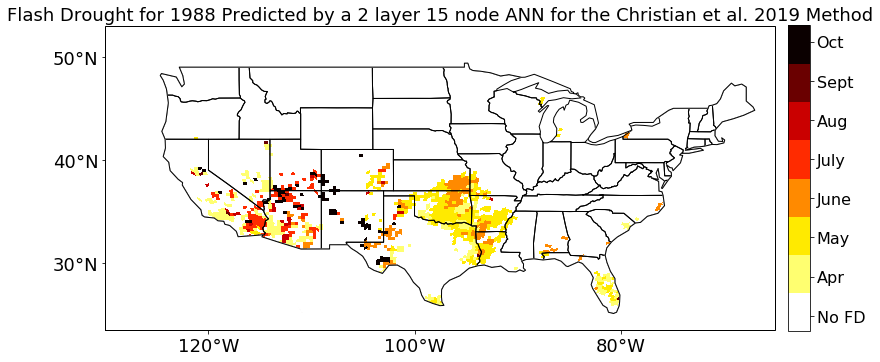 Flash Drought for 1988 Predicted by a 2 layer 15 node ANN for the Christian et al. 2019 Method
50°N
40°N
30°N
120°W
100°W
80°W
Oct
Sept
Aug
July
June
May
Apr
No FD